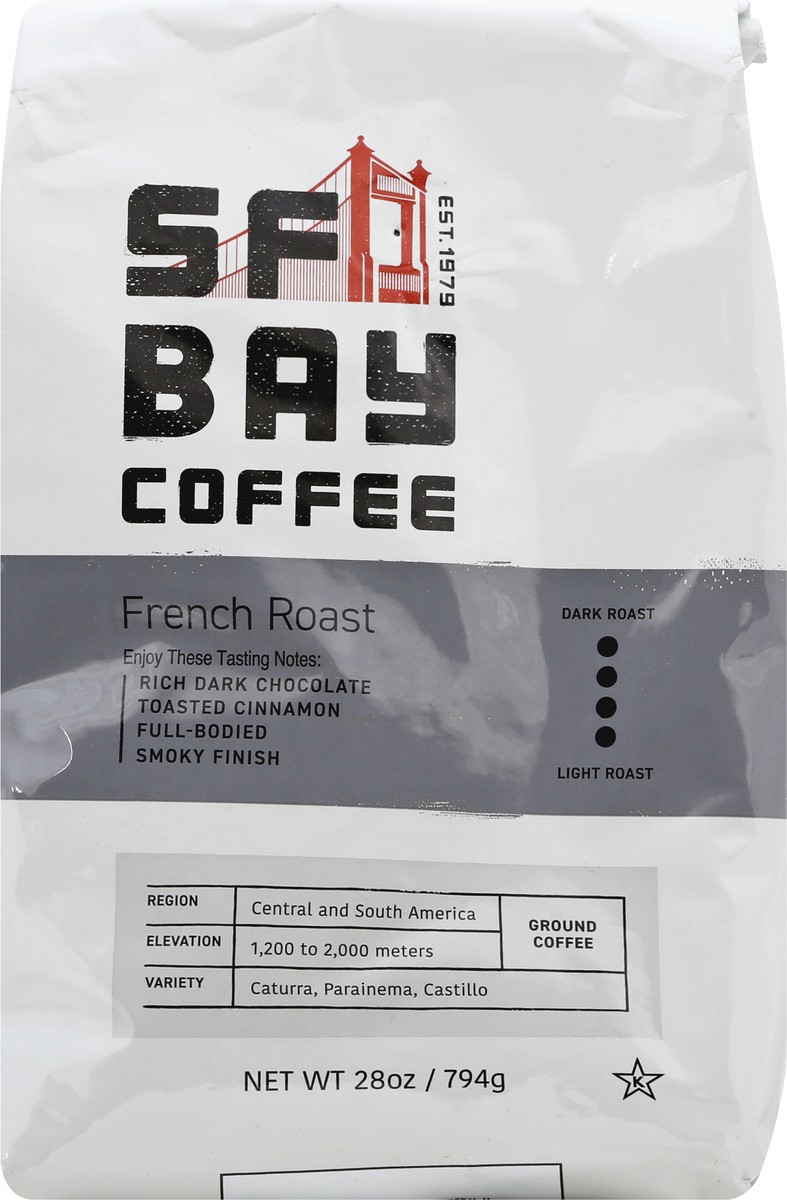 SF
EST. 1979
BAY
COFFEE
French Roast
Enjoy These Tasting Notes:
RICH DARK CHOCOLATE
TOASTED CINNAMON
FULL-BODIED
SMOKY FINISH
DARK ROAST
LIGHT ROAST
REGION
Central and South America
ELEVATION
1,200 to 2,000 meters
VARIETY
Caturra, Parainema, Castillo
GROUND
COFFEE
NET WT 28oz / 794g
K